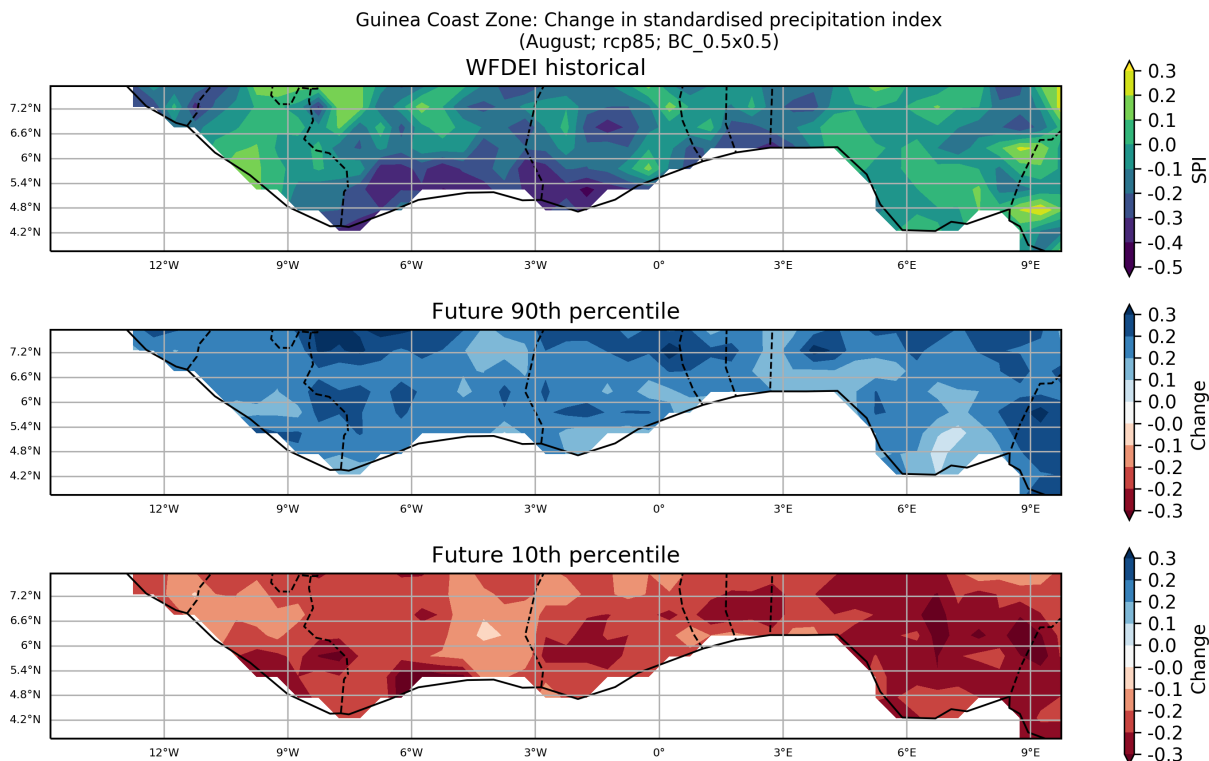 Guinea Coast Zone: Change in standardised precipitation index
(August; rcp85; BC_0.5x0.5)
WFDEI historical
7.2°N
6.6°N
6°N
5.4°N
4.8°N
4.2°N
12°W
9°W
6°W
3°W
0°
3°E
6°E
9°E
0.3
0.2
0.1
0.0
-0.1
-0.2
-0.3
-0.4
-0.5
SPI
Future 90th percentile
7.2°N
6.6°N
6°N
5.4°N
4.8°N
4.2°N
12°W
9°W
6°W
3°W
0°
3°E
6°E
9°E
0.3
0.2
0.2
0.1
0.0
-0.0
-0.1
-0.2
-0.2
-0.3
Change
Future 10th percentile
7.2°N
6.6°N
6°N
5.4°N
4.8°N
4.2°N
12°W
9°W
6°W
3°W
0°
3°E
6°E
9°E
0.3
0.2
0.2
0.1
0.0
-0.0
-0.1
-0.2
-0.2
-0.3
Change